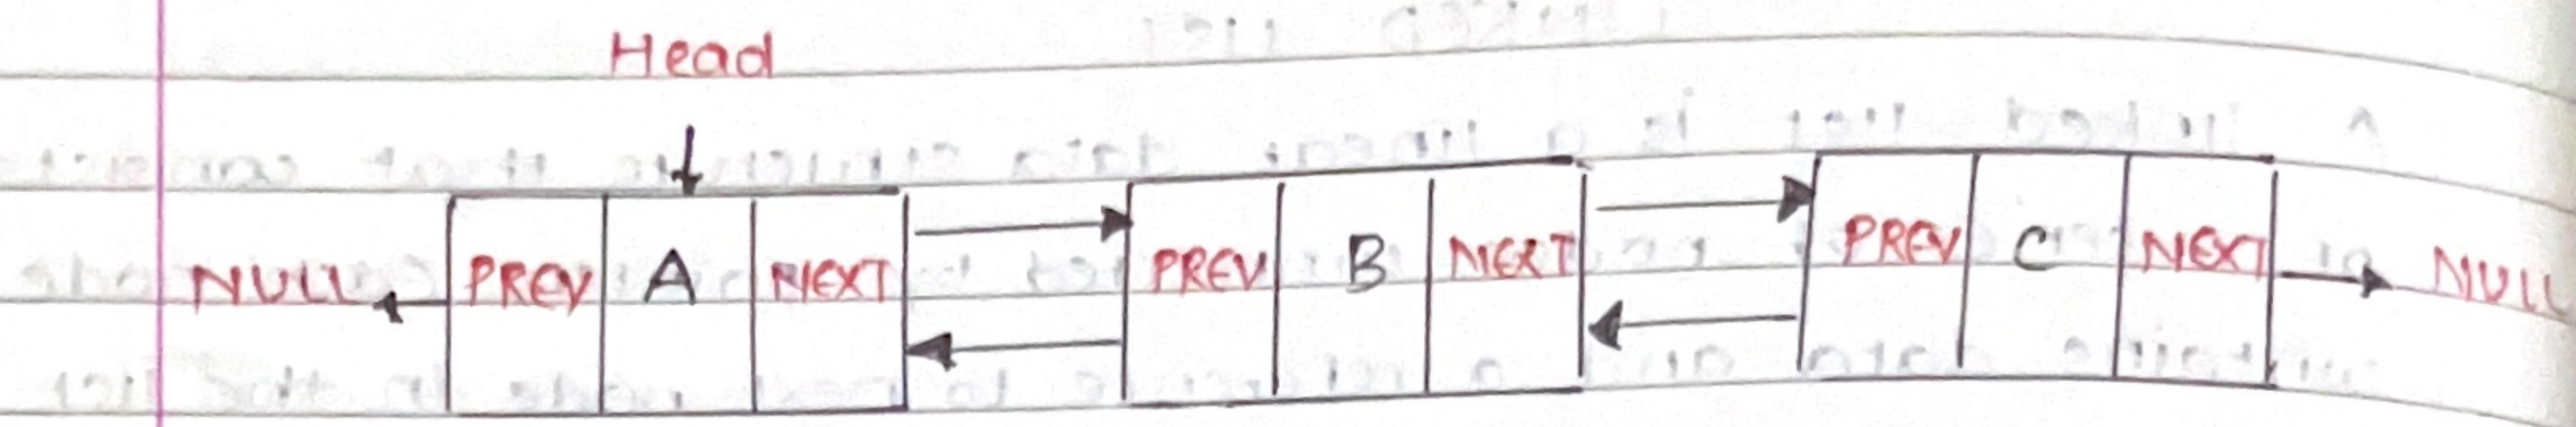 Head
NULL PREV A NEXT PREV B NEXT PREV C NEXT NULL